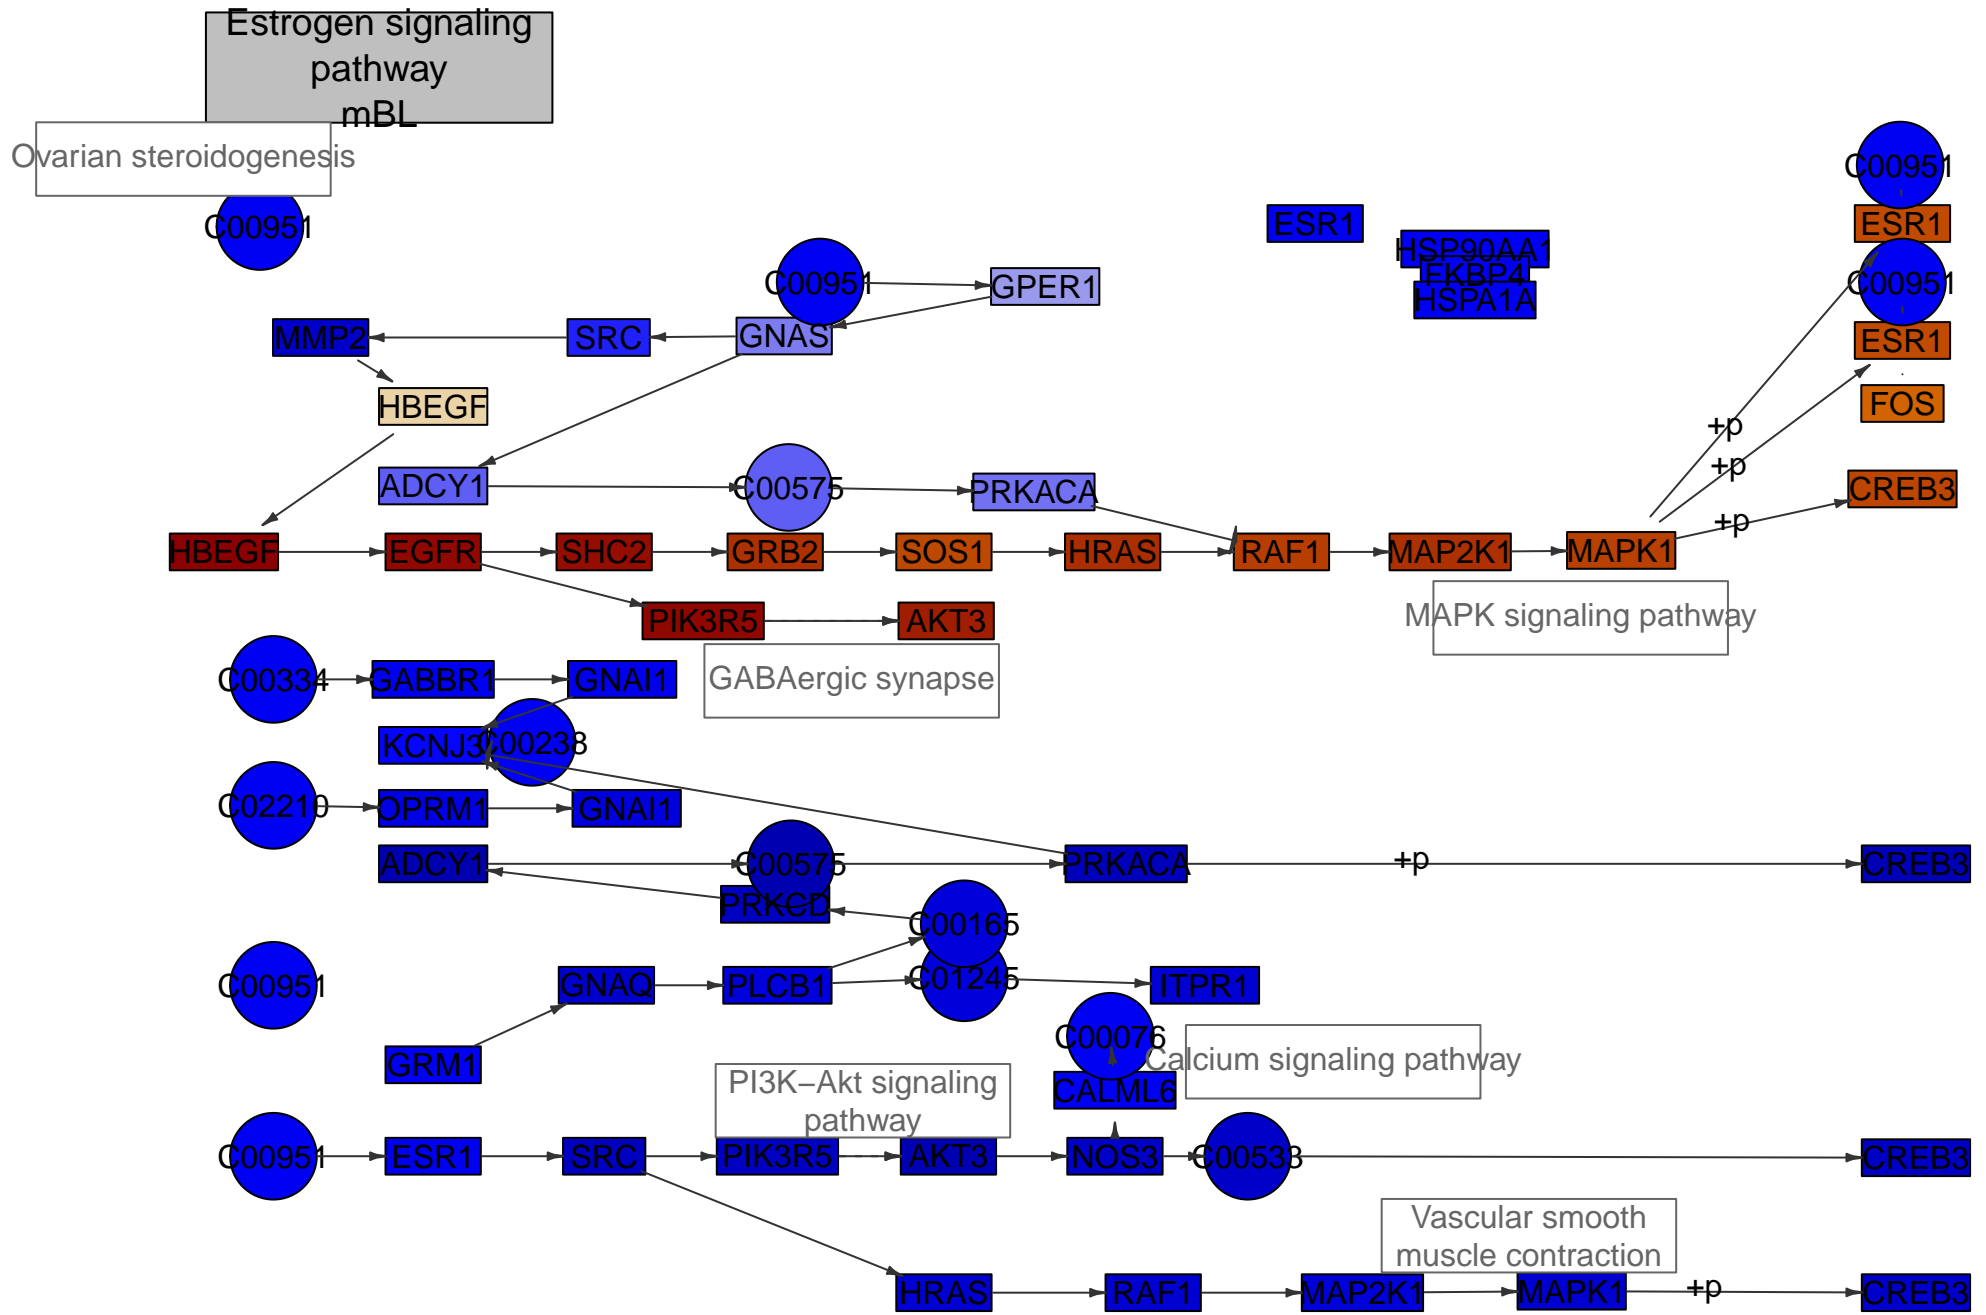 Estrogen signaling
pathway
mBL
Ovarian steroidogenesis
C00951
C00951
ESR1
ESR1
C00951
HSP90AA1
FKBP4
HSPA1A
C00951
GPER1
C00951
MMP2
SRC
GNAS
ESR1
HBEGF
FOS
+p
+p
ADCY1
C00575
PRKACA
CREB3
+p
HBEGF
EGFR
SHC2
GRB2
SOS1
HRAS
RAF1
MAP2K1
MAPK1
PIK3R5
AKT3
MAPK signaling pathway
C00334
GABBR1
GNAI1
GABAergic synapse
KCNJ3
C00238
C02210
OPRM1
GNAI1
ADCY1
C00575
PRKACA
+p
CREB3
PRKCD
C00165
C00951
GNAQ
PLCB1
C01245
ITPR1
C00076
Calcium signaling pathway
GRM1
CALML6
PI3K–Akt signaling
pathway
C00951
ESR1
SRC
PIK3R5
AKT3
NOS3
C00533
CREB3
Vascular smooth
muscle contraction
HRAS
RAF1
MAP2K1
MAPK1
+p
CREB3